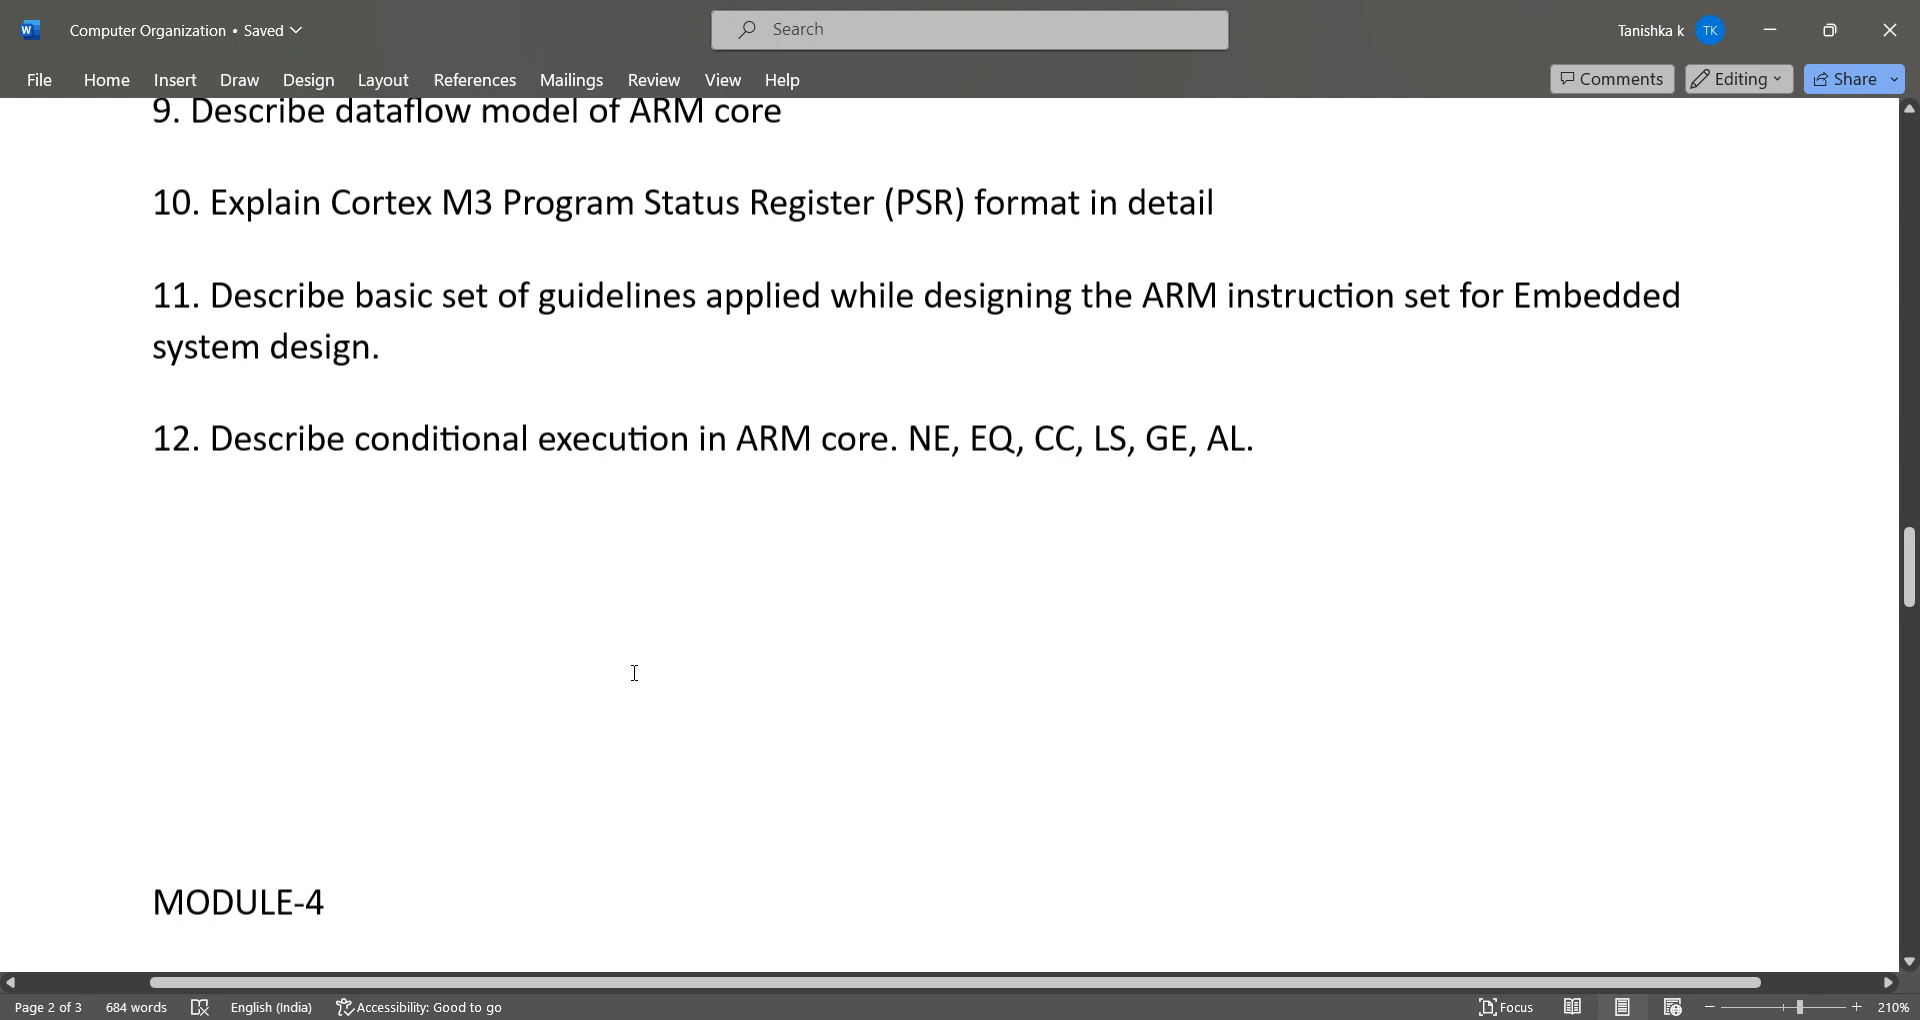 W Computer Organization • Saved
Search
Tanishka k TK
File Home Insert Draw Design Layout References Mailings Review View Help
Comments Editing Share
9. Describe dataflow model of ARM core
10. Explain Cortex M3 Program Status Register (PSR) format in detail
11. Describe basic set of guidelines applied while designing the ARM instruction set for Embedded
system design.
12. Describe conditional execution in ARM core. NE, EQ, CC, LS, GE, AL.
MODULE-4
Page 2 of 3 684 words English (India) Accessibility: Good to go Focus 210%